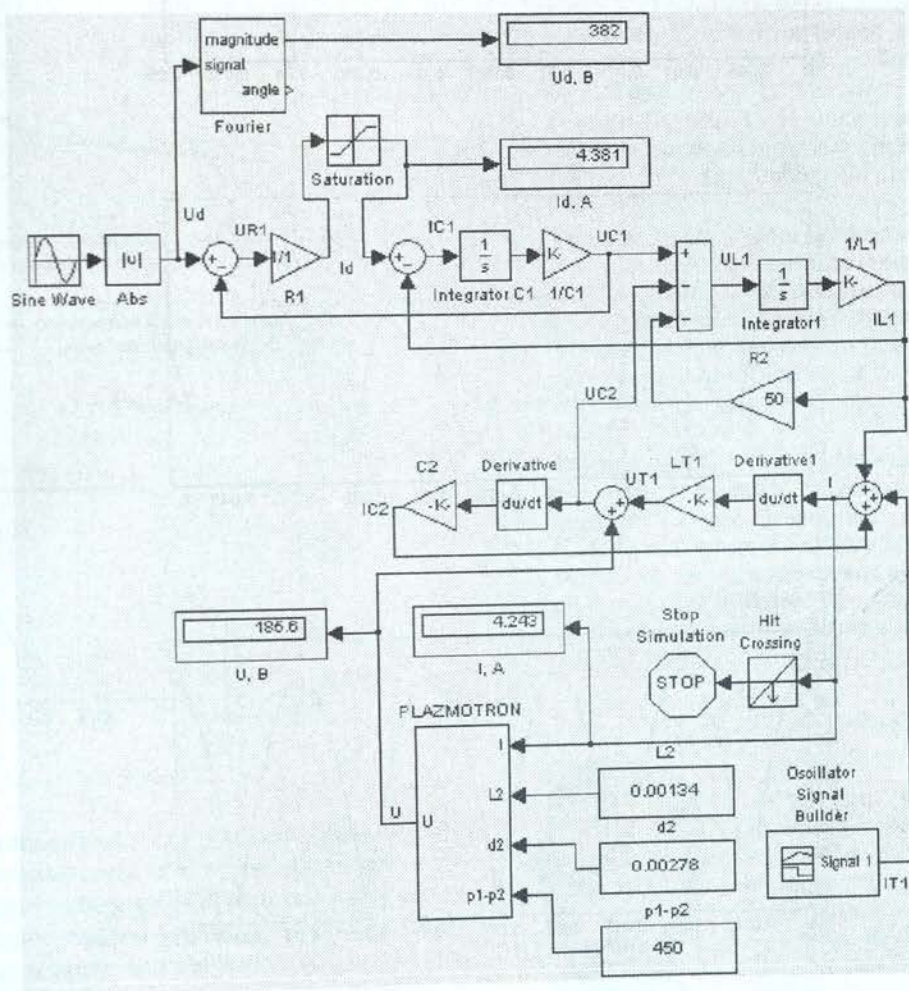 magnitude
signal
angle
Fourier
382
Ud, B
Saturation
4.381
Id, A
Ud
Sine Wave
|u|
Abs
UR1
1/1
R1
Id
IC1
1
s
Integrator C1
K-
1/C1
UC1
UL1
1
s
Integrator1
1/L1
K-
IL1
R2
50
UC2
C2
-K-
IC2
Derivative
du/dt
UT1
LT1
-K-
Derivative1
du/dt
I
186.6
U, B
4.243
I, A
Stop
Simulation
STOP
Hit
Crossing
PLAZMOTRON
I
L2
d2
p1-p2
U
U
L2
0.00134
d2
0.00278
p1-p2
450
Oscillator
Signal
Builder
Signal 1
IT1